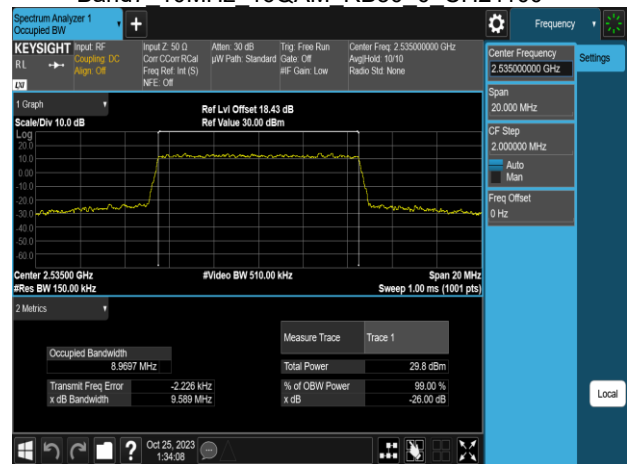 Spectrum Analyzer 1
Occupied BW
Frequency
KEYSIGHT
RL
LXI
Input: RF
Coupling: DC
Align: Off
Input Z: 50 Ω
Corr CCorr RCal
Freq Ref: Int (S)
NFE: Off
Atten: 30 dB
µW Path: Standard
Trig: Free Run
Gate: Off
#IF Gain: Low
Center Freq: 2.535000000 GHz
Avg|Hold: 10/10
Radio Std: None
Center Frequency
2.535000000 GHz
Settings
Span
20.000 MHz
CF Step
2.000000 MHz
Auto
Man
Freq Offset
0 Hz
Local
1 Graph
Scale/Div 10.0 dB
Ref Lvl Offset 18.43 dB
Ref Value 30.00 dBm
Log
20.0
10.0
0.00
-10.0
-20.0
-30.0
-40.0
-50.0
-60.0
Center 2.53500 GHz
#Video BW 510.00 kHz
Span 20 MHz
#Res BW 150.00 kHz
Sweep 1.00 ms (1001 pts)
2 Metrics
Measure Trace Trace 1
Occupied Bandwidth
8.9697 MHz
Total Power 29.8 dBm
Transmit Freq Error -2.226 kHz
% of OBW Power 99.00 %
x dB Bandwidth 9.589 MHz
x dB -26.00 dB
?
Oct 25, 2023
1:34:08